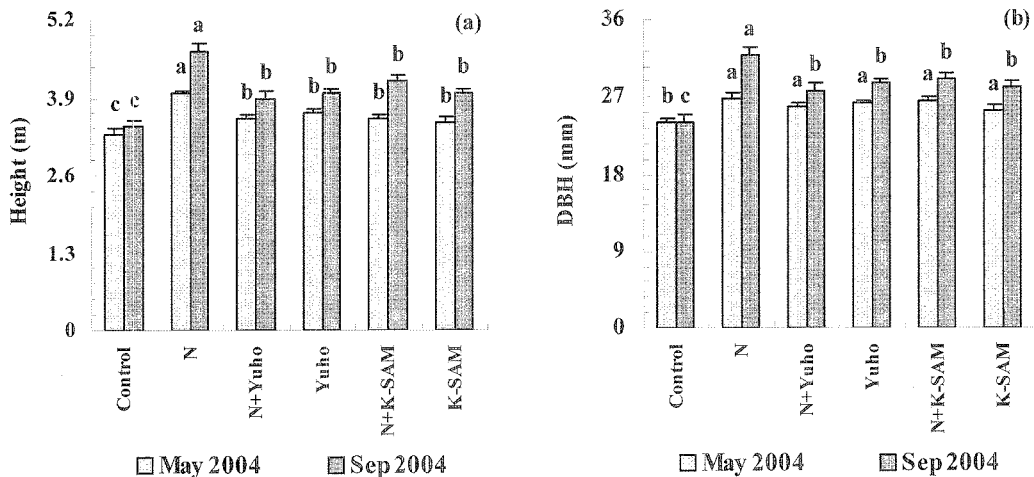 (a)
Height (m)
5.2
3.9
2.6
1.3
0
c c
a a
b b
b b
b b
b b
Control
N
N+Yuho
Yuho
N+K-SAM
K-SAM
May 2004
Sep 2004
(b)
DBH (mm)
36
27
18
9
0
b c
a a
a b
a b
a b
a b
Control
N
N+Yuho
Yuho
N+K-SAM
K-SAM
May 2004
Sep 2004